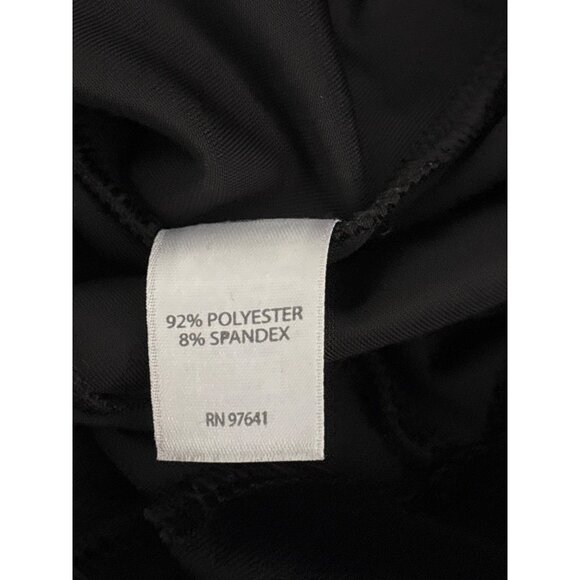 92% POLYESTER
8% SPANDEX
RN 97641